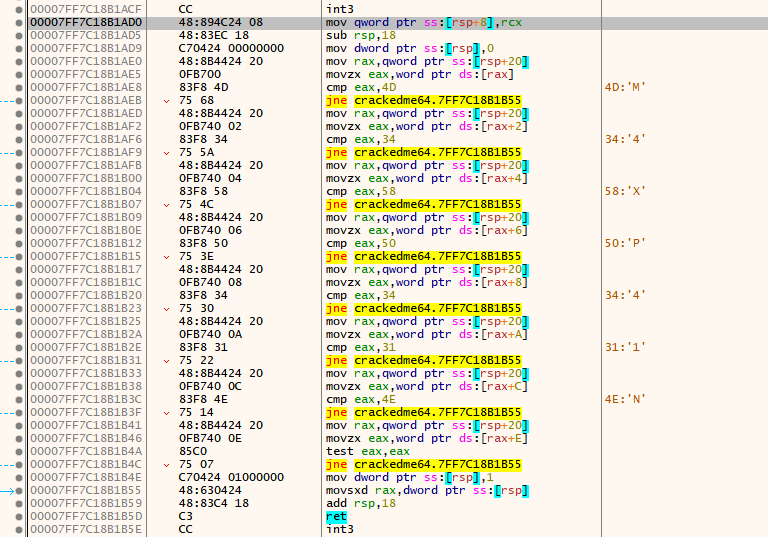 00007FF7C18B1ACF CC int3
00007FF7C18B1AD0 48:894C24 08 mov qword ptr ss:[rsp+8],rcx
00007FF7C18B1AD5 48:83EC 18 sub rsp,18
00007FF7C18B1AD9 C70424 00000000 mov dword ptr ss:[rsp],0
00007FF7C18B1AE0 48:8B4424 20 mov rax,qword ptr ss:[rsp+20]
00007FF7C18B1AE5 0FB700 movzx eax,word ptr ds:[rax]
00007FF7C18B1AE8 83F8 4D cmp eax,4D 4D:'M'
00007FF7C18B1AEB 75 68 jne crackedme64.7FF7C18B1B55
00007FF7C18B1AED 48:8B4424 20 mov rax,qword ptr ss:[rsp+20]
00007FF7C18B1AF2 0FB740 02 movzx eax,word ptr ds:[rax+2]
00007FF7C18B1AF6 83F8 34 cmp eax,34 34:'4'
00007FF7C18B1AF9 75 5A jne crackedme64.7FF7C18B1B55
00007FF7C18B1AFB 48:8B4424 20 mov rax,qword ptr ss:[rsp+20]
00007FF7C18B1B00 0FB740 04 movzx eax,word ptr ds:[rax+4]
00007FF7C18B1B04 83F8 58 cmp eax,58 58:'X'
00007FF7C18B1B07 75 4C jne crackedme64.7FF7C18B1B55
00007FF7C18B1B09 48:8B4424 20 mov rax,qword ptr ss:[rsp+20]
00007FF7C18B1B0E 0FB740 06 movzx eax,word ptr ds:[rax+6]
00007FF7C18B1B12 83F8 50 cmp eax,50 50:'P'
00007FF7C18B1B15 75 3E jne crackedme64.7FF7C18B1B55
00007FF7C18B1B17 48:8B4424 20 mov rax,qword ptr ss:[rsp+20]
00007FF7C18B1B1C 0FB740 08 movzx eax,word ptr ds:[rax+8]
00007FF7C18B1B20 83F8 34 cmp eax,34 34:'4'
00007FF7C18B1B23 75 30 jne crackedme64.7FF7C18B1B55
00007FF7C18B1B25 48:8B4424 20 mov rax,qword ptr ss:[rsp+20]
00007FF7C18B1B2A 0FB740 0A movzx eax,word ptr ds:[rax+A]
00007FF7C18B1B2E 83F8 31 cmp eax,31 31:'1'
00007FF7C18B1B31 75 22 jne crackedme64.7FF7C18B1B55
00007FF7C18B1B33 48:8B4424 20 mov rax,qword ptr ss:[rsp+20]
00007FF7C18B1B38 0FB740 0C movzx eax,word ptr ds:[rax+C]
00007FF7C18B1B3C 83F8 4E cmp eax,4E 4E:'N'
00007FF7C18B1B3F 75 14 jne crackedme64.7FF7C18B1B55
00007FF7C18B1B41 48:8B4424 20 mov rax,qword ptr ss:[rsp+20]
00007FF7C18B1B46 0FB740 0E movzx eax,word ptr ds:[rax+E]
00007FF7C18B1B4A 85C0 test eax,eax
00007FF7C18B1B4C 75 07 jne crackedme64.7FF7C18B1B55
00007FF7C18B1B4E C70424 01000000 mov dword ptr ss:[rsp],1
00007FF7C18B1B55 48:630424 movsxd rax,dword ptr ss:[rsp]
00007FF7C18B1B59 48:83C4 18 add rsp,18
00007FF7C18B1B5D C3 ret
00007FF7C18B1B5E CC int3